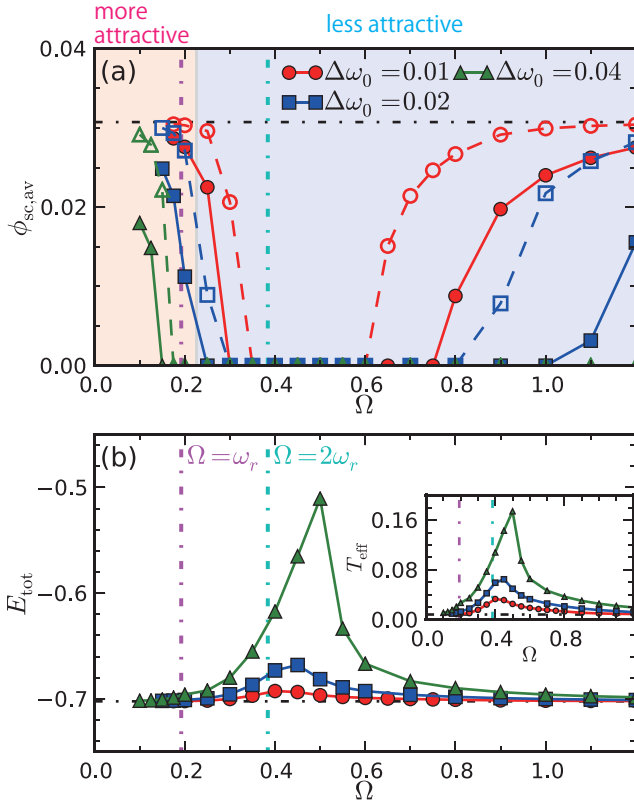 more attractive
less attractive
0.04
(a)
Δω₀ = 0.01
Δω₀ = 0.04
Δω₀ = 0.02
0.02
ϕsc,av
0.00
0.0 0.2 0.4 0.6 0.8 1.0
Ω
(b)
Ω = ωr
Ω = 2ωr
−0.5
−0.6
−0.7
Etot
0.16
0.08
0.00
Teff
0.0 0.4 0.8
Ω
0.0 0.2 0.4 0.6 0.8 1.0
Ω